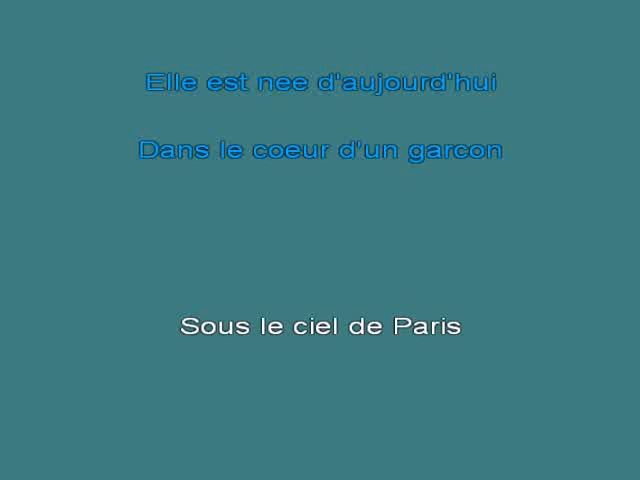 Elle est nee d'aujourd'hui
Dans le coeur d'un garcon
Sous le ciel de Paris